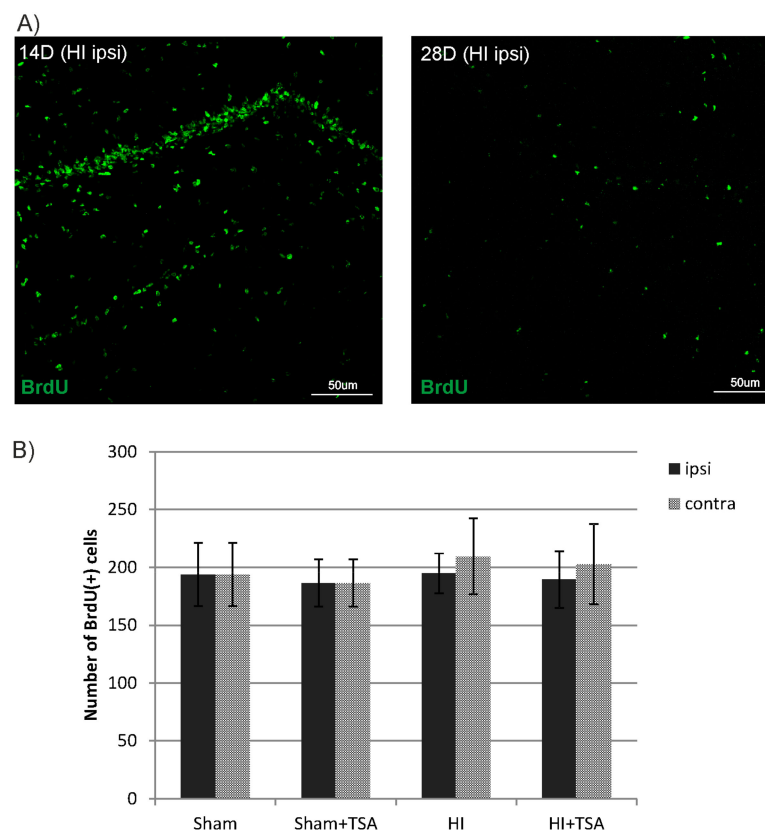 A)
14D (HI ipsi)
28D (HI ipsi)
BrdU
50um
BrdU
50um
B)
300
250
200
150
100
50
0
Number of BrdU(+) cells
Sham
Sham+TSA
HI
HI+TSA
ipsi
contra